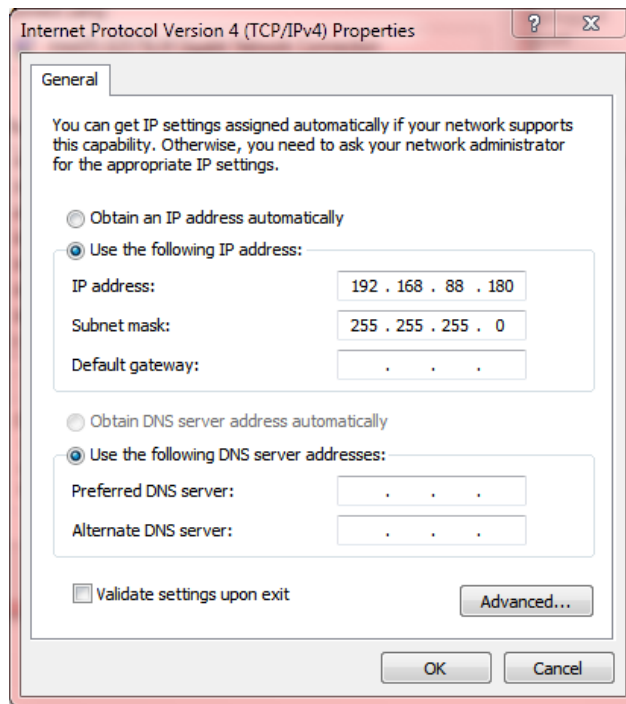 Internet Protocol Version 4 (TCP/IPv4) Properties
General
You can get IP settings assigned automatically if your network supports
this capability. Otherwise, you need to ask your network administrator
for the appropriate IP settings.
Obtain an IP address automatically
Use the following IP address:
IP address: 192 . 168 . 88 . 180
Subnet mask: 255 . 255 . 255 . 0
Default gateway: . . .
Obtain DNS server address automatically
Use the following DNS server addresses:
Preferred DNS server: . . .
Alternate DNS server: . . .
Validate settings upon exit
Advanced...
OK Cancel